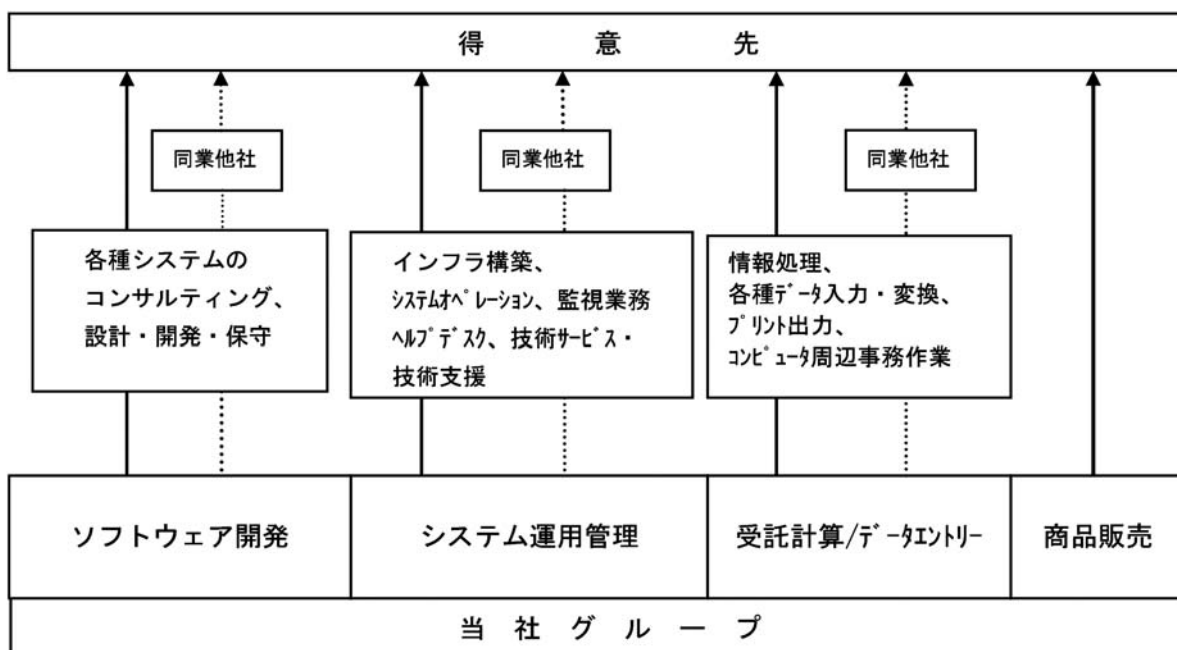 得意先
同業他社
同業他社
同業他社
各種システムの
コンサルティング、
設計・開発・保守
インフラ構築、
ｼｽﾃﾑｵﾍﾟﾚｰｼｮﾝ、監視業務
ﾍﾙﾌﾟﾃﾞｽｸ、技術ｻｰﾋﾞｽ・
技術支援
情報処理、
各種ﾃﾞｰﾀ入力・変換、
ﾌﾟﾘﾝﾄ出力、
ｺﾝﾋﾟｭｰﾀ周辺事務作業
ソフトウェア開発
システム運用管理
受託計算/ﾃﾞｰﾀｴﾝﾄﾘｰ
商品販売
当社グループ